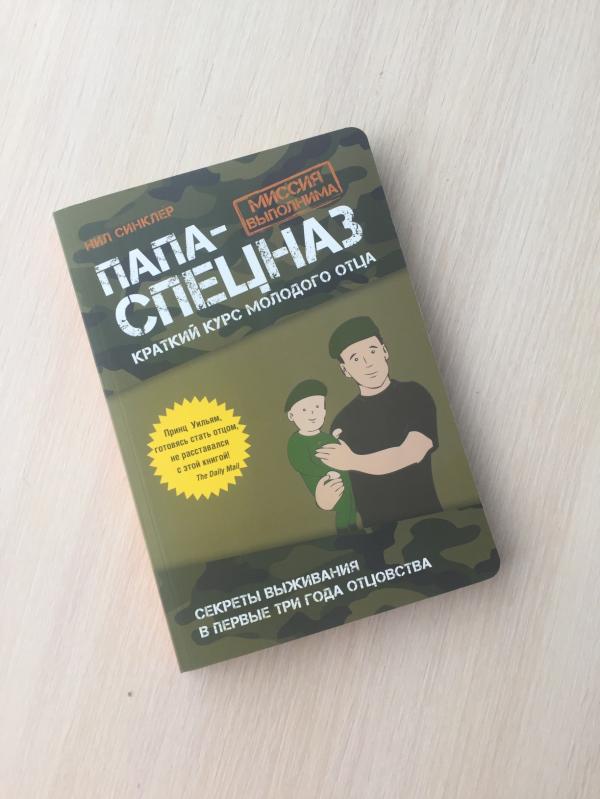 НИЛ СИНКЛЕР
МИССИЯ
ВЫПОЛНИМА
ПАПА-
СПЕЦНАЗ
КРАТКИЙ КУРС МОЛОДОГО ОТЦА
Принц Уильям,
готовясь стать отцом,
не расставался
с этой книгой!
The Daily Mail
СЕКРЕТЫ ВЫЖИВАНИЯ
В ПЕРВЫЕ ТРИ ГОДА ОТЦОВСТВА